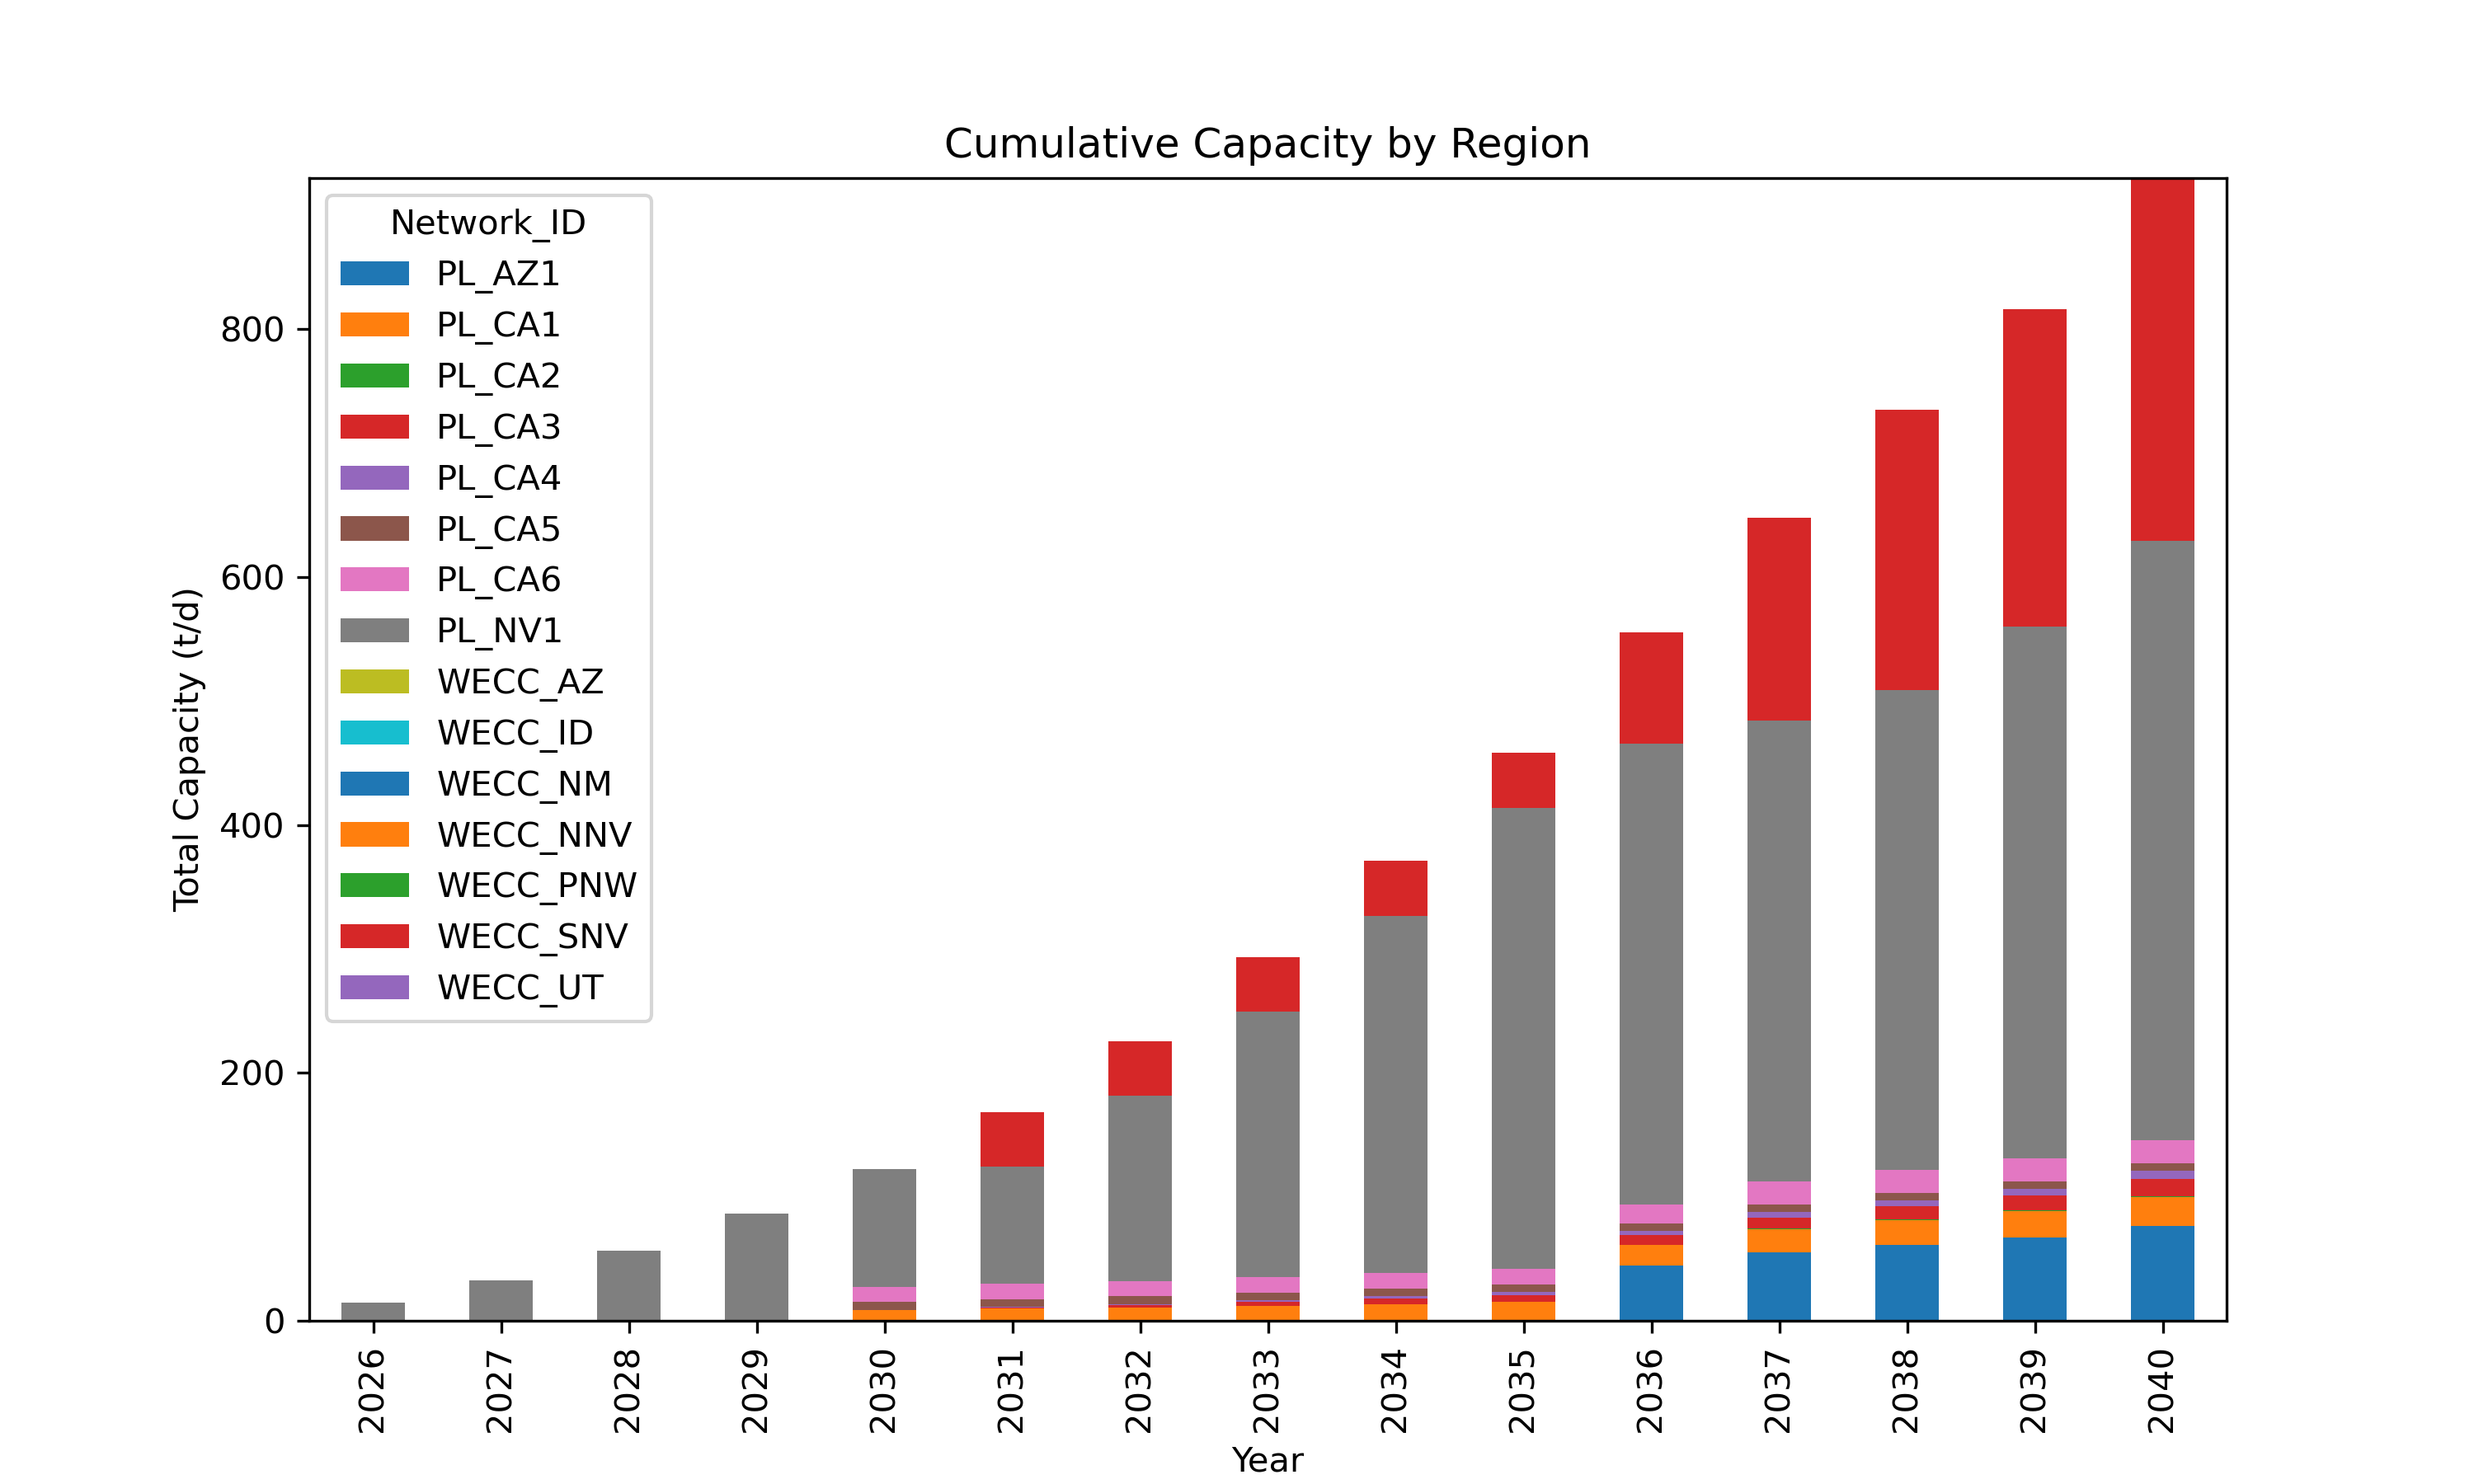 Cumulative Capacity by Region
Network_ID
PL_AZ1
PL_CA1
PL_CA2
PL_CA3
PL_CA4
PL_CA5
PL_CA6
PL_NV1
WECC_AZ
WECC_ID
WECC_NM
WECC_NNV
WECC_PNW
WECC_SNV
WECC_UT
Total Capacity (t/d)
800
600
400
200
0
2026
2027
2028
2029
2030
2031
2032
2033
2034
2035
2036
2037
2038
2039
2040
Year